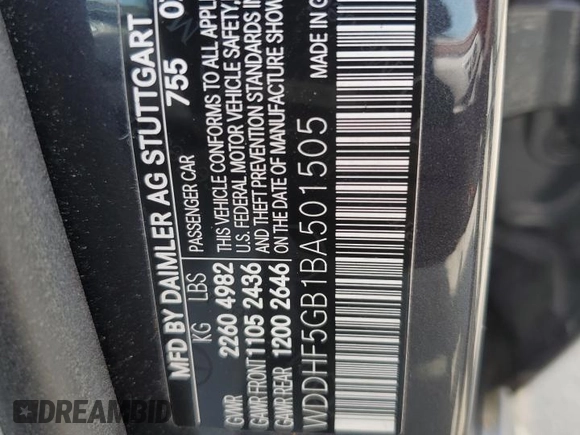 MFD BY DAIMLER AG STUTTGART
755
KG LBS PASSENGER CAR
GVWR 2260 4982 THIS VEHICLE CONFORMS TO ALL APPL
GAWR FRONT 1105 2436 U.S. FEDERAL MOTOR VEHICLE SAFETY,
GAWR REAR 1200 2646 AND THEFT PREVENTION STANDARDS IN
ON THE DATE OF MANUFACTURE SHOW
WDDHF5GB1BA501505 MADE IN G
DREAMBID